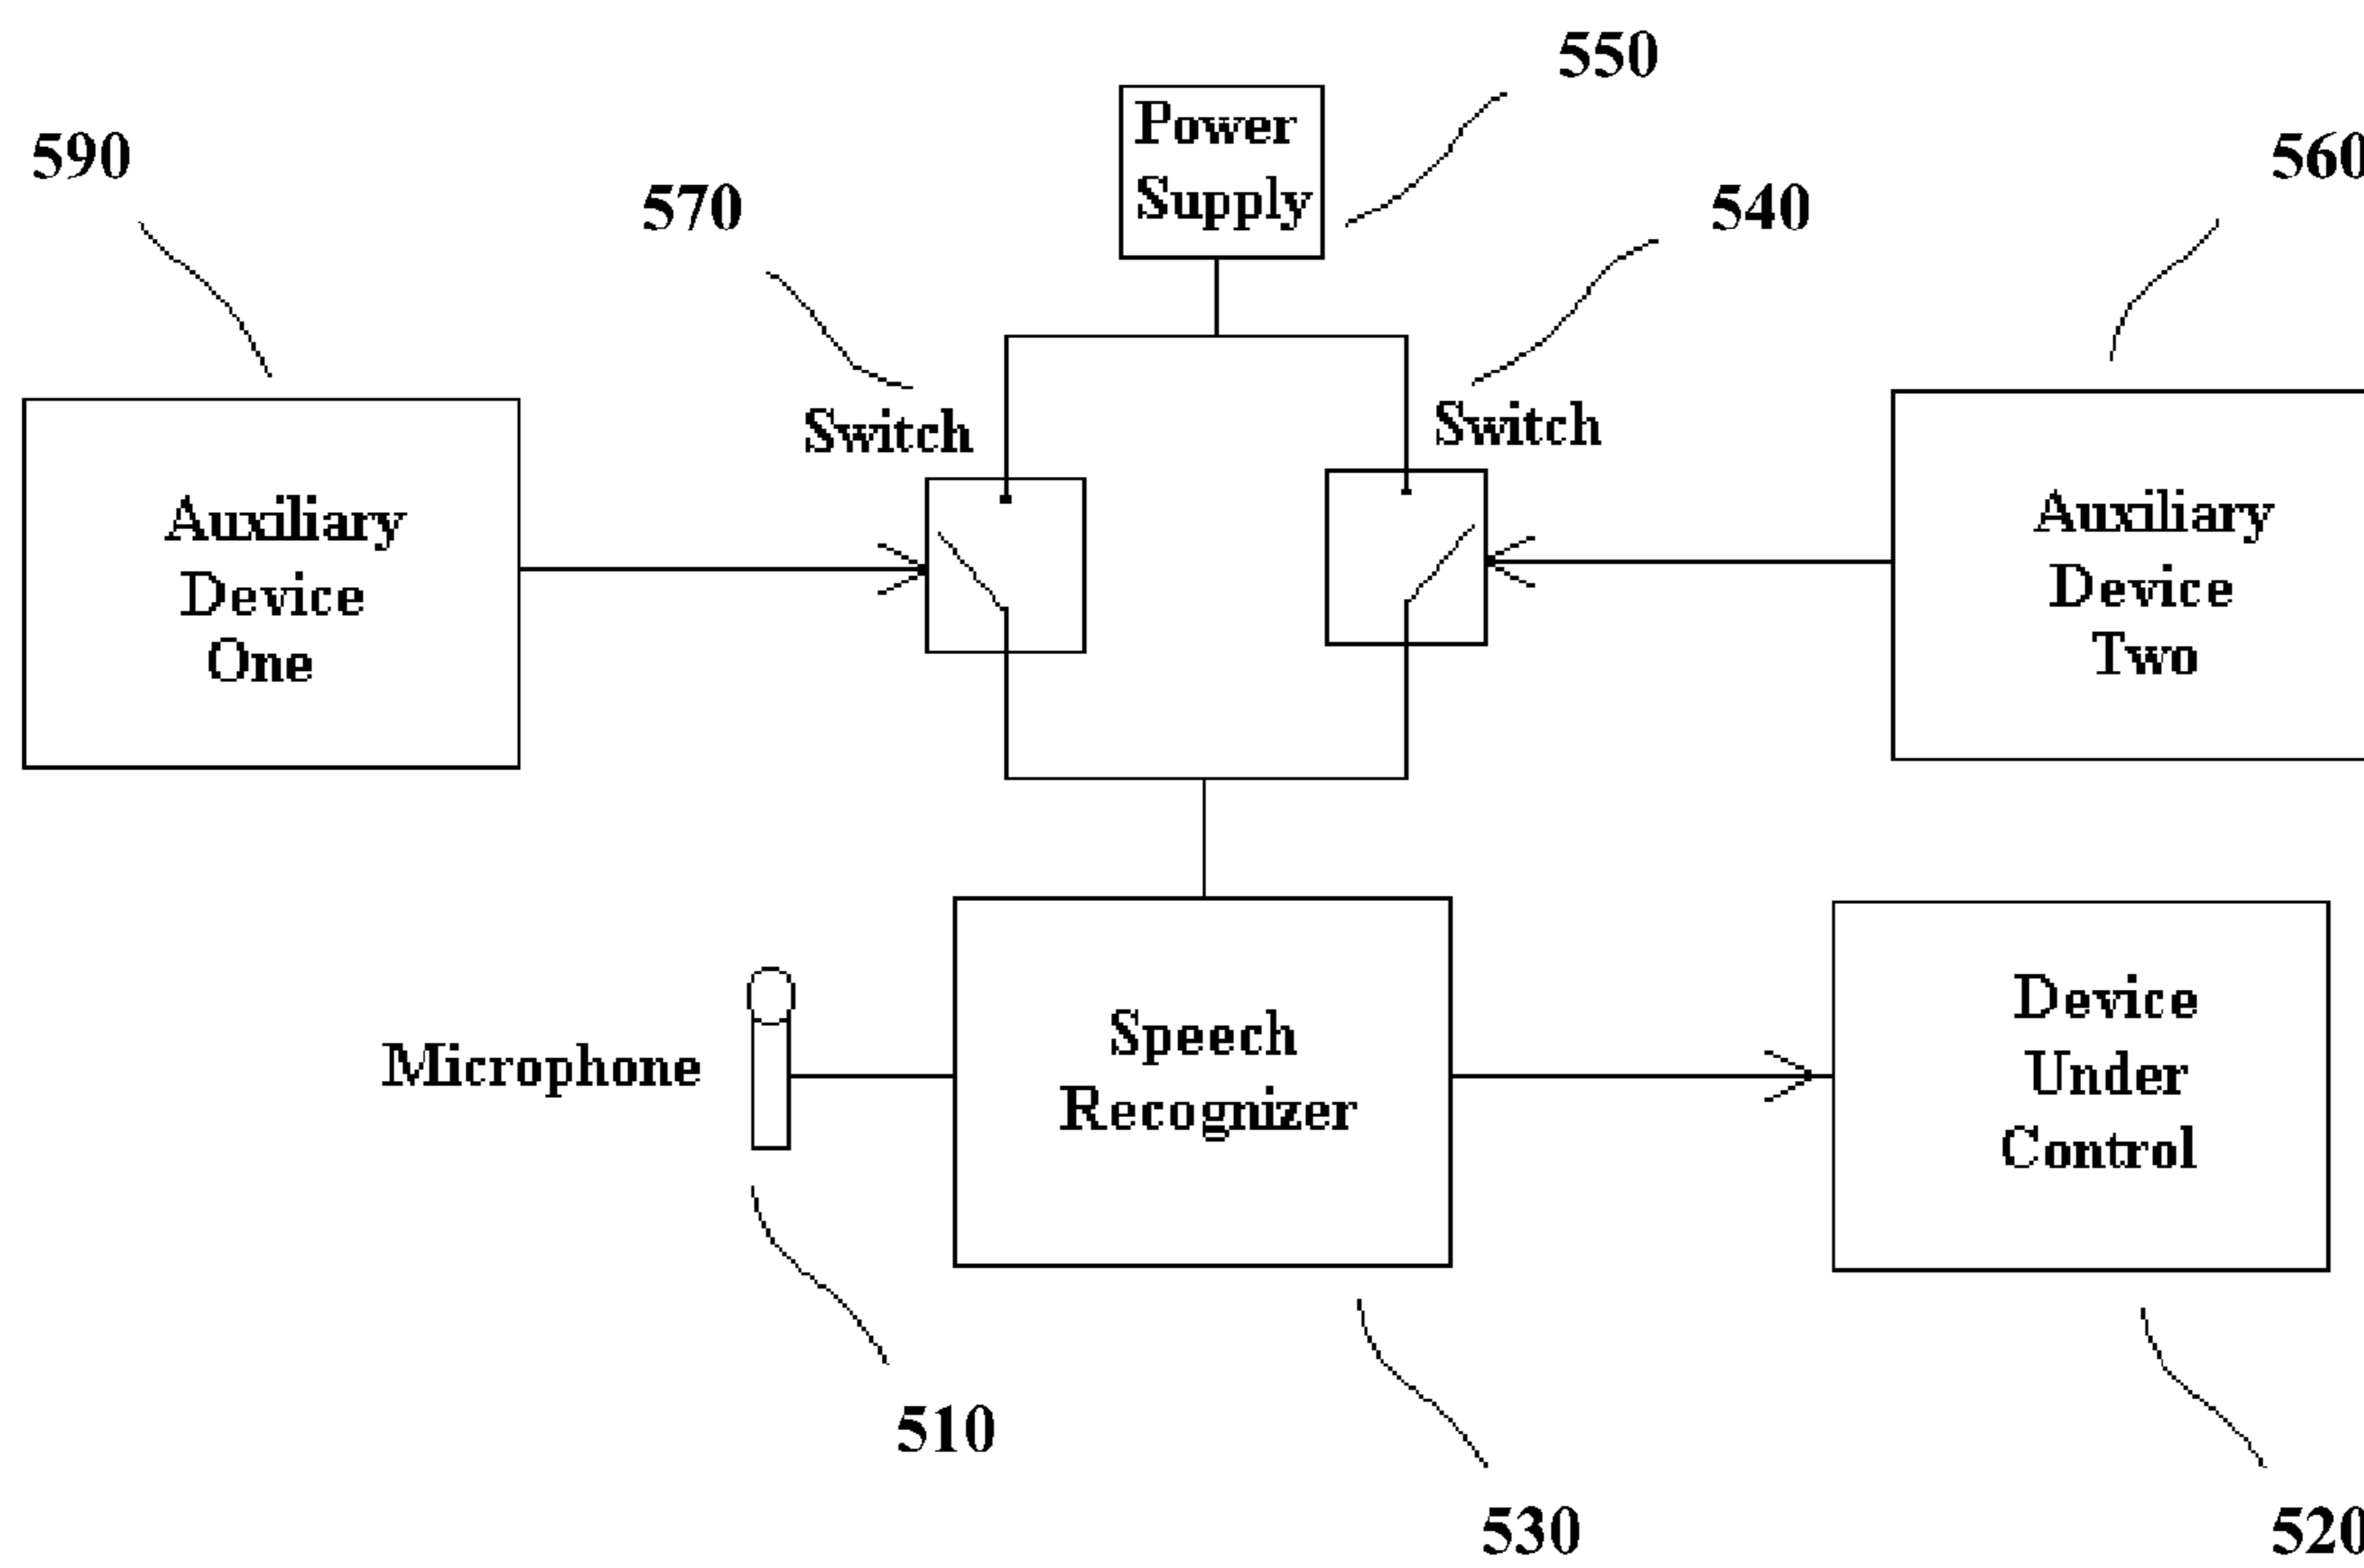 550
Power
Supply
590
560
570
540
Switch
Switch
Auxiliary
Device
One
Auxiliary
Device
Two
Microphone
Speech
Recognizer
Device
Under
Control
510
530
520